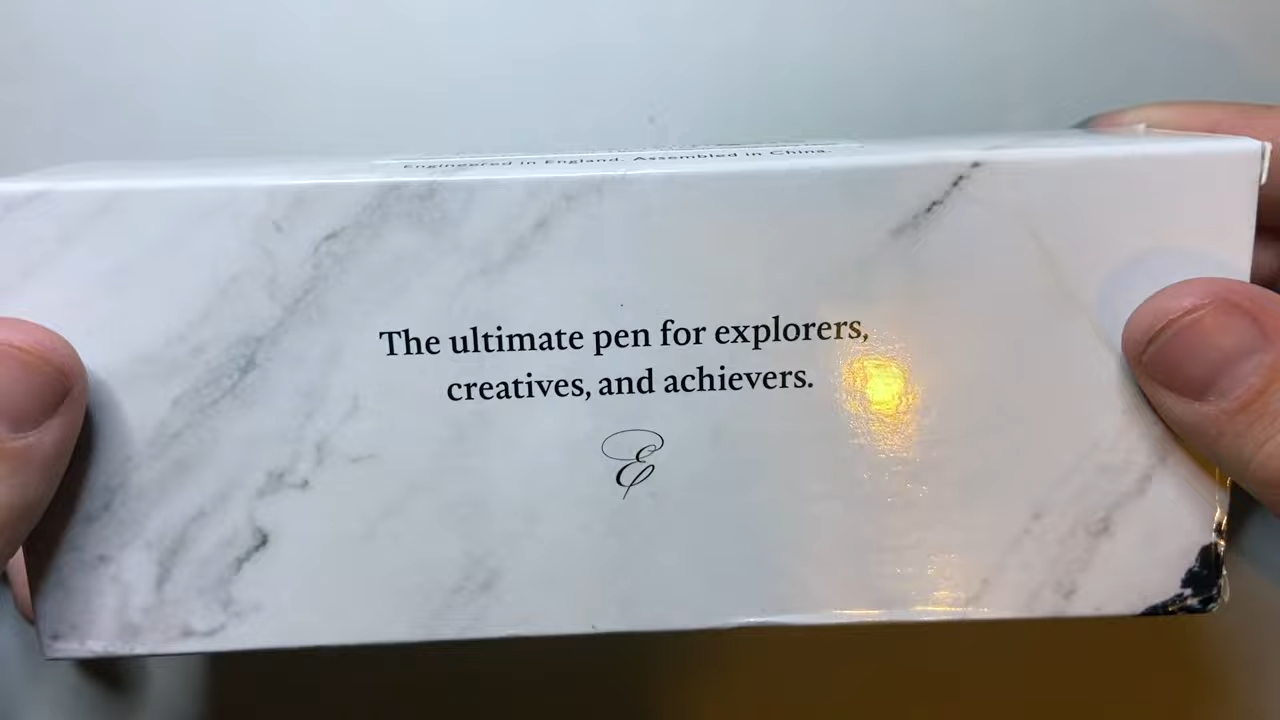 Engineered in England. Assembled in China.
The ultimate pen for explorers,
creatives, and achievers.
E